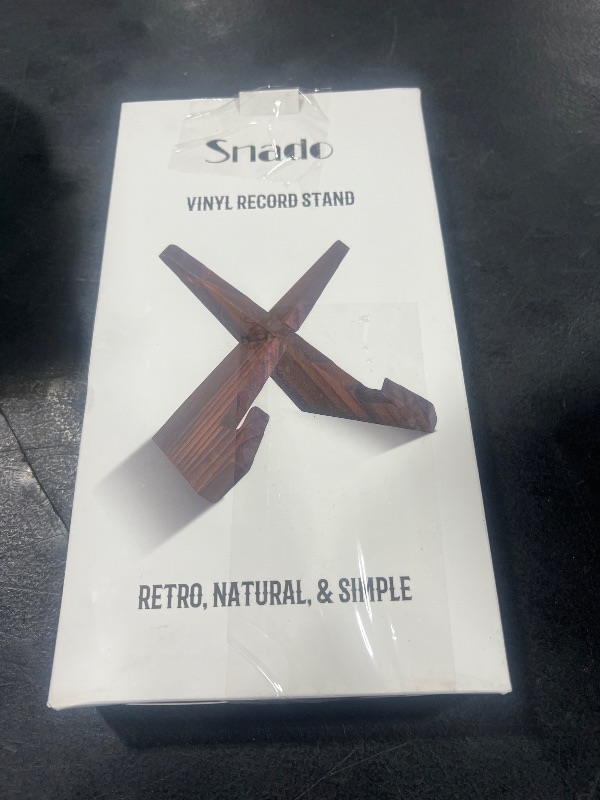 Snado
VINYL RECORD STAND
RETRO, NATURAL, & SIMPLE